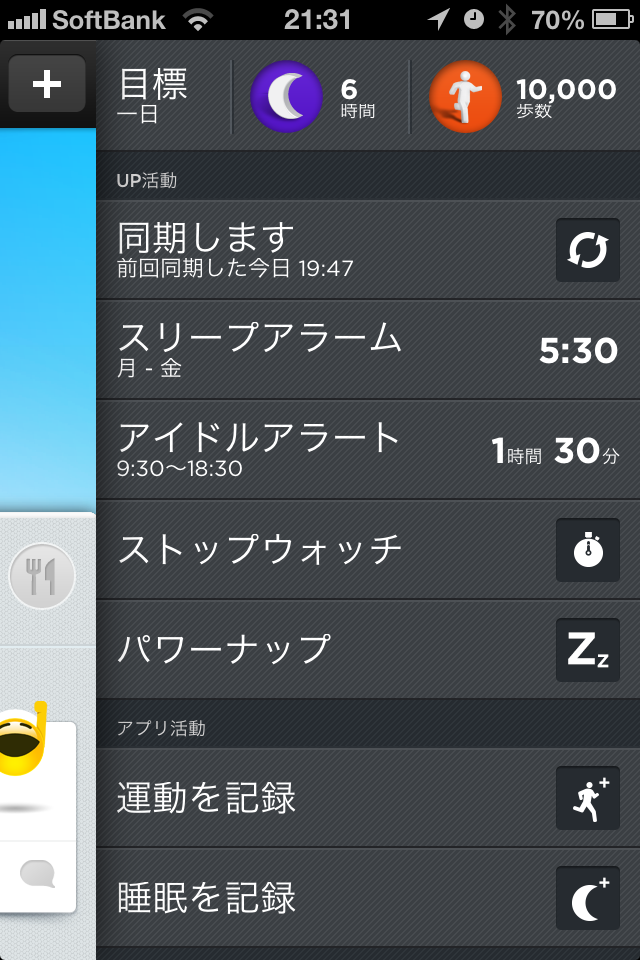 SoftBank 21:31 70%
目標
一日
6
時間
10,000
歩数
UP活動
同期します
前回同期した今日 19:47
スリープアラーム
月 - 金
5:30
アイドルアラート
9:30〜18:30
1時間 30分
ストップウォッチ
パワーナップ
Zz
アプリ活動
運動を記録
睡眠を記録